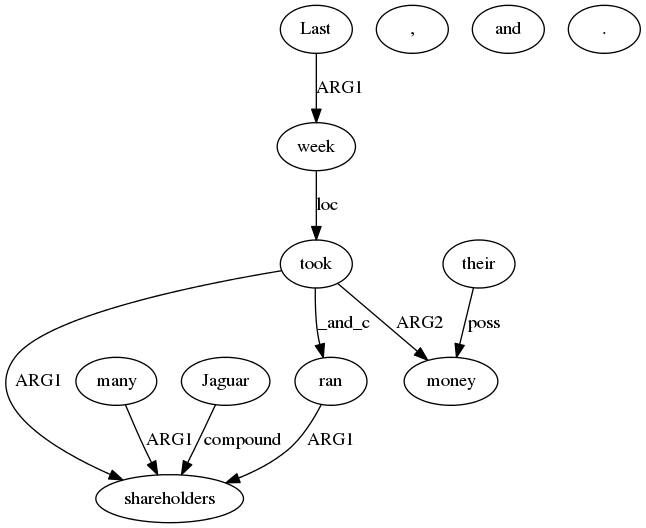 Last , and .
ARG1
week
loc
took their
_and_c ARG2 poss
ARG1 many Jaguar ran money
ARG1 compound ARG1
shareholders